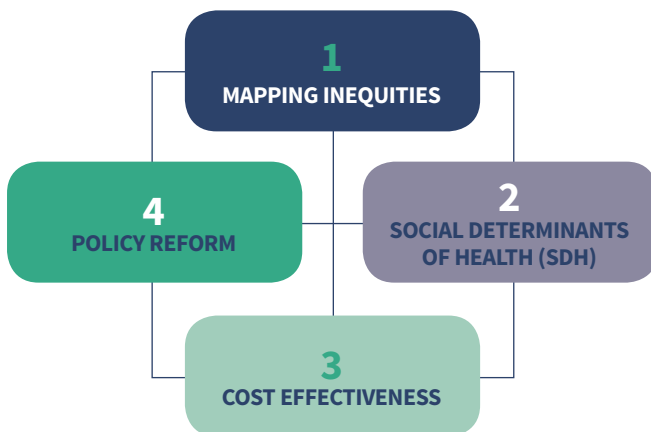 1
MAPPING INEQUITIES
2
SOCIAL DETERMINANTS
OF HEALTH (SDH)
3
COST EFFECTIVENESS
4
POLICY REFORM